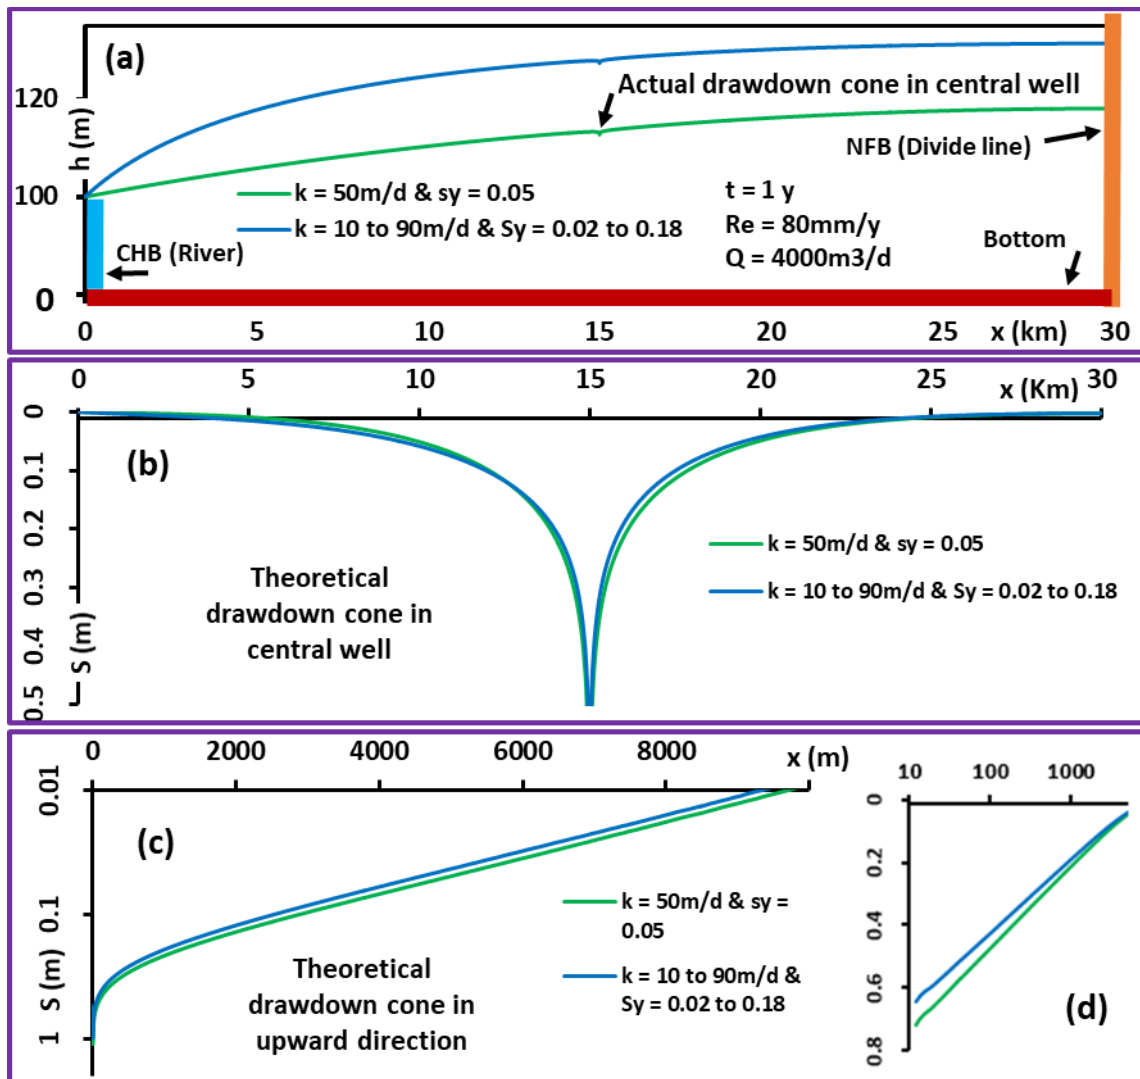 (a)
120
h (m)
100
0
Actual drawdown cone in central well
NFB (Divide line)
k = 50m/d & sy = 0.05
k = 10 to 90m/d & Sy = 0.02 to 0.18
t = 1 y
Re = 80mm/y
Q = 4000m3/d
CHB (River)
Bottom
0 5 10 15 20 25 x (km) 30
0 5 10 15 20 25 30
x (Km)
0
0.1
0.2
0.3
0.4
0.5
S (m)
(b)
Theoretical
drawdown cone in
central well
k = 50m/d & sy = 0.05
k = 10 to 90m/d & Sy = 0.02 to 0.18
0 2000 4000 6000 8000 x (m)
0.01
0.1
1
S (m)
(c)
k = 50m/d & sy =
0.05
k = 10 to 90m/d &
Sy = 0.02 to 0.18
Theoretical
drawdown cone in
upward direction
10 100 1000
0
0.2
0.4
0.6
0.8
(d)